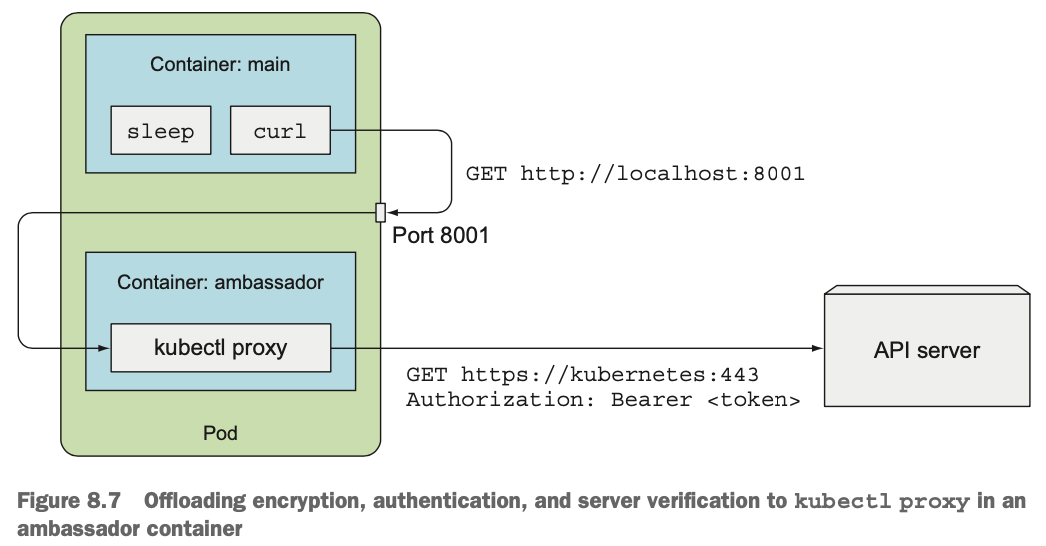 Container: main
sleep
curl
GET http://localhost:8001
Port 8001
Container: ambassador
kubectl proxy
API server
GET https://kubernetes:443
Authorization: Bearer <token>
Pod
Figure 8.7 Offloading encryption, authentication, and server verification to kubectl proxy in an
ambassador container